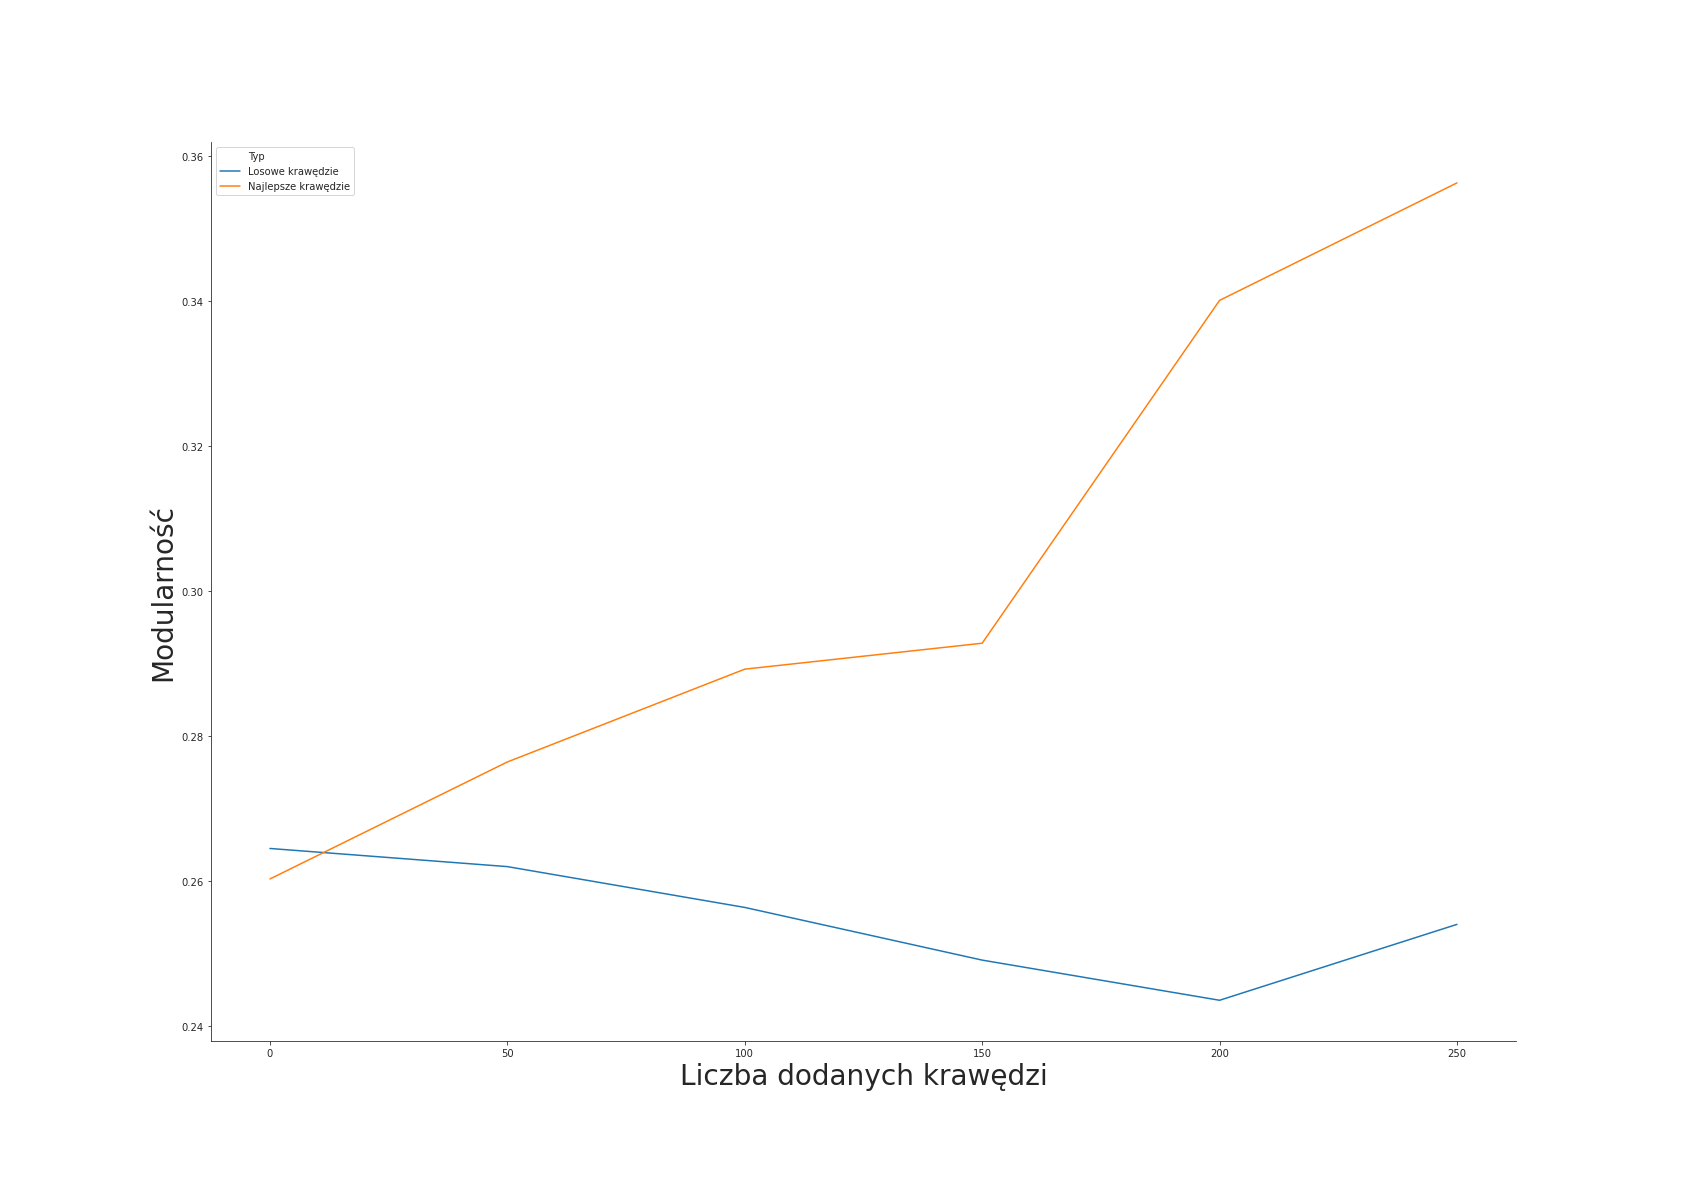 Typ
Losowe krawędzie
Najlepsze krawędzie
0.36
0.34
0.32
0.30
0.28
0.26
0.24
Modularność
0 50 100 150 200 250
Liczba dodanych krawędzi